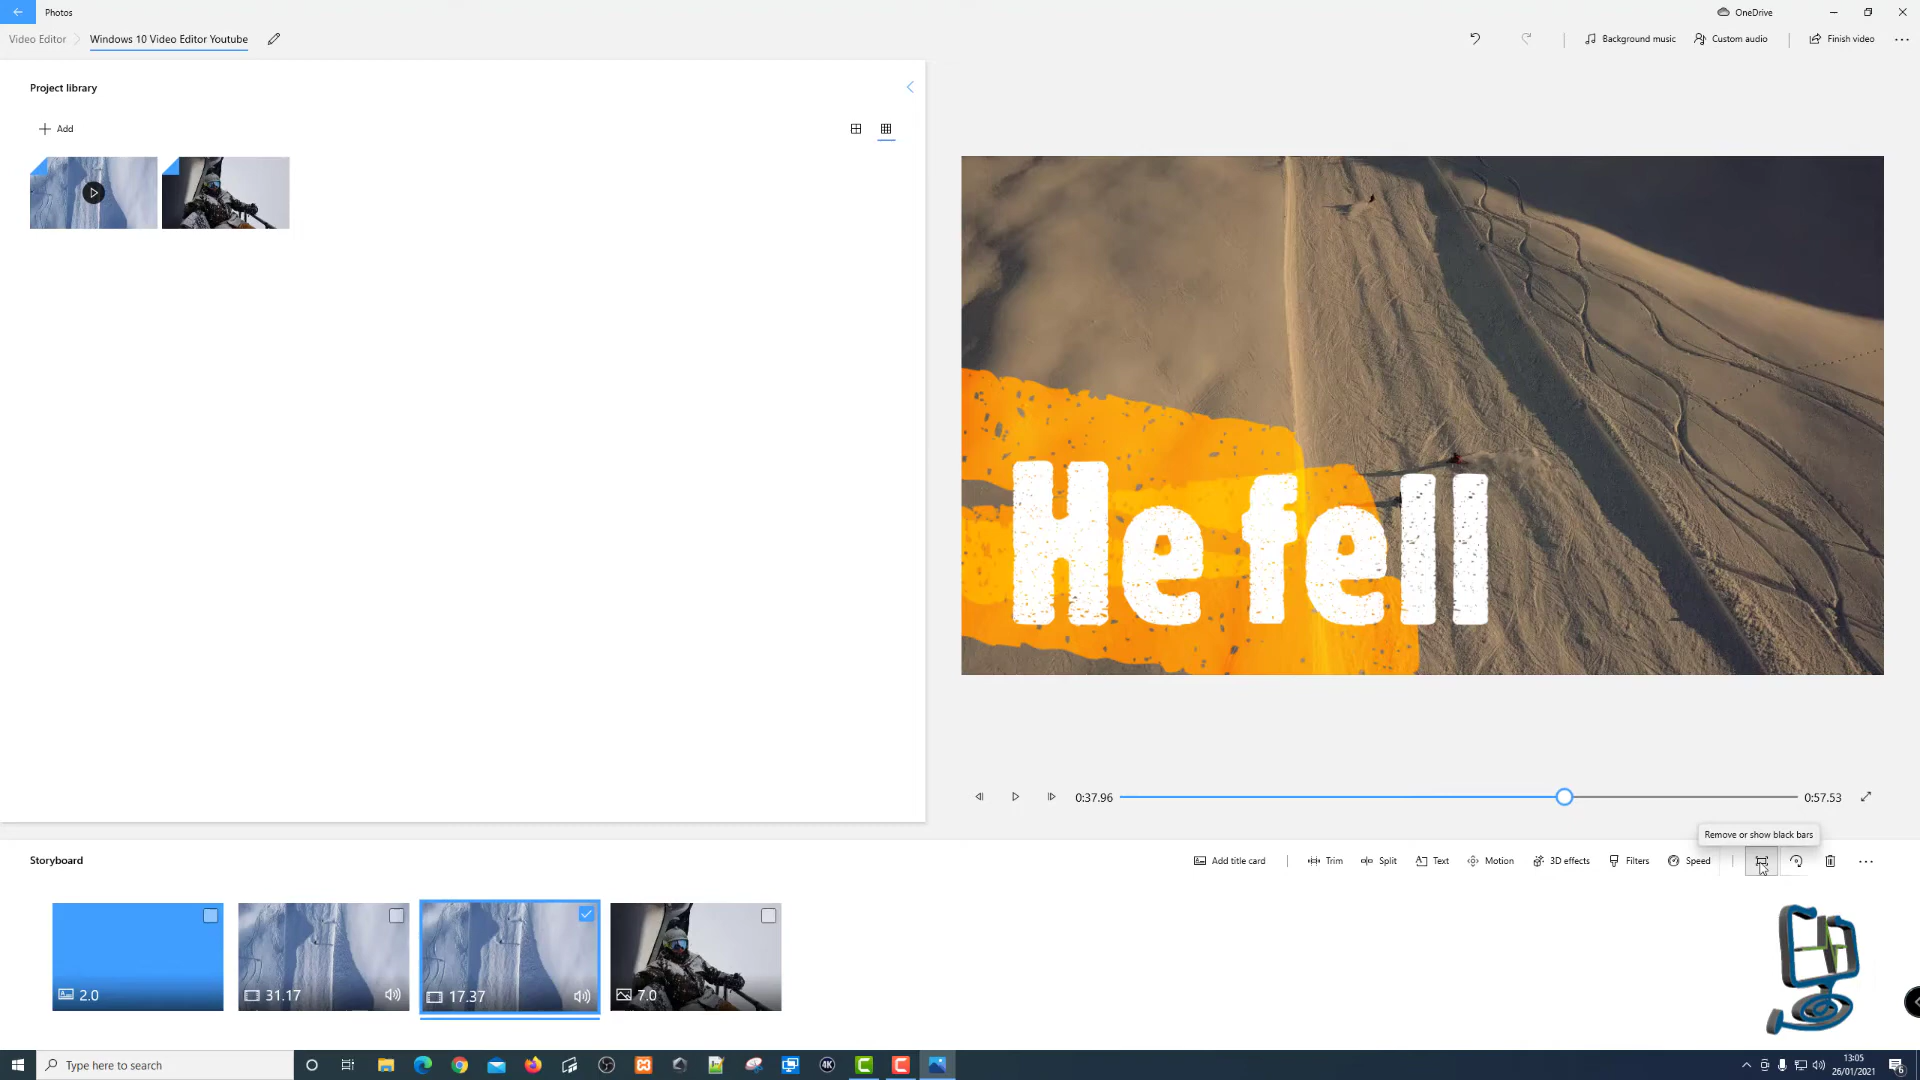 Photos
OneDrive
Video Editor
Windows 10 Video Editor Youtube
Background music
Custom audio
Finish video
Project library
Add
He fell
0:37.96
0:57.53
Remove or show black bars
Storyboard
Add title card
Trim
Split
Text
Motion
3D effects
Filters
Speed
2.0
31.17
17.37
7.0
Type here to search
4K
13:05
26/01/2021
6